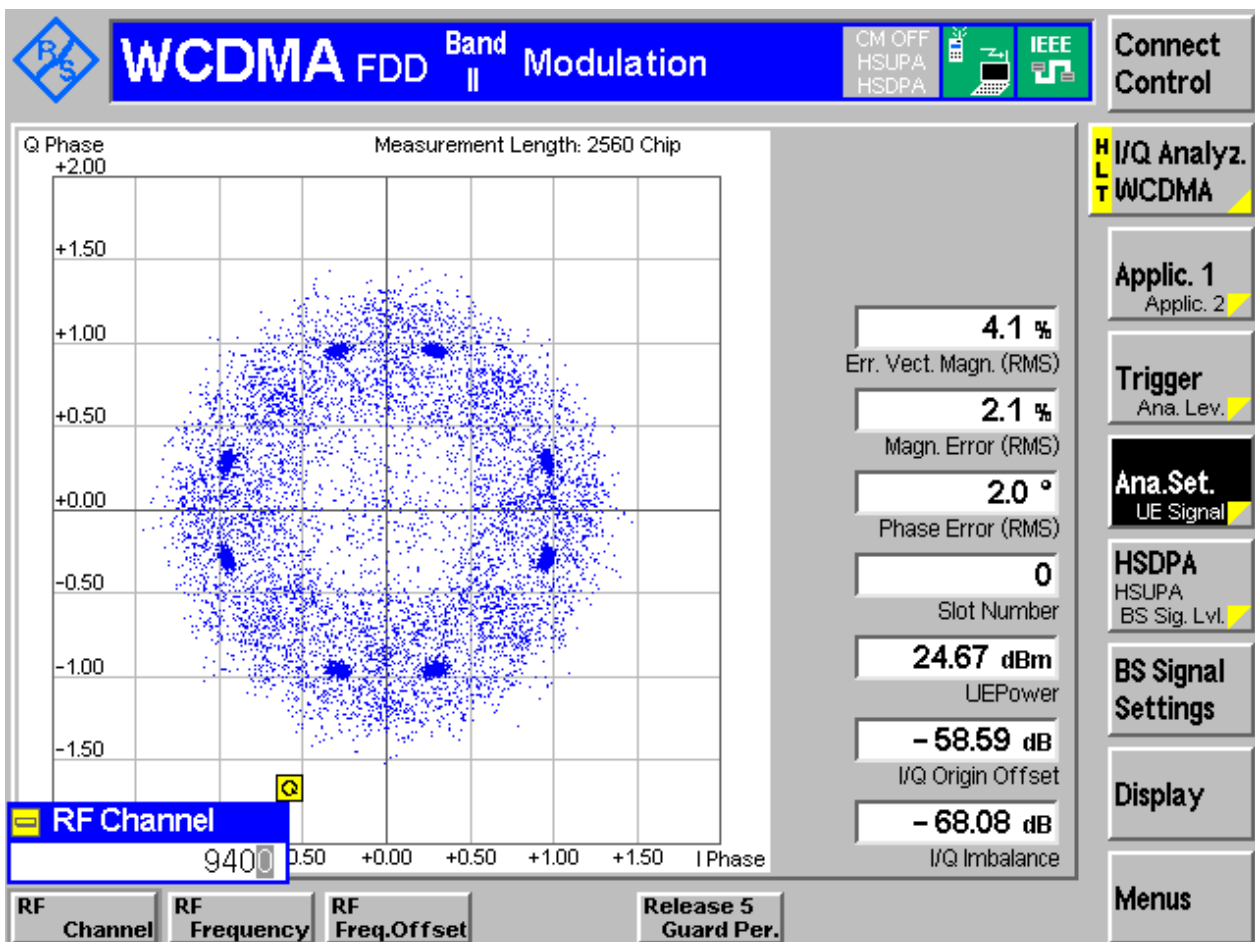 R/S
WCDMA FDD Band II Modulation
CM OFF
HSUPA
HSDPA
IEEE
Connect
Control
Q Phase
Measurement Length: 2560 Chip
+2.00
+1.50
+1.00
+0.50
+0.00
-0.50
-1.00
-1.50
0.50 +0.00 +0.50 +1.00 +1.50 I Phase
Q
RF Channel
9400
4.1 %
Err. Vect. Magn. (RMS)
2.1 %
Magn. Error (RMS)
2.0 °
Phase Error (RMS)
0
Slot Number
24.67 dBm
UEPower
-58.59 dB
I/Q Origin Offset
-68.08 dB
I/Q Imbalance
HLT
I/Q Analyz.
WCDMA
Applic. 1
Applic. 2
Trigger
Ana. Lev.
Ana.Set.
UE Signal
HSDPA
HSUPA
BS Sig. Lvl.
BS Signal
Settings
Display
Menus
RF
Channel
RF
Frequency
RF
Freq.Offset
Release 5
Guard Per.